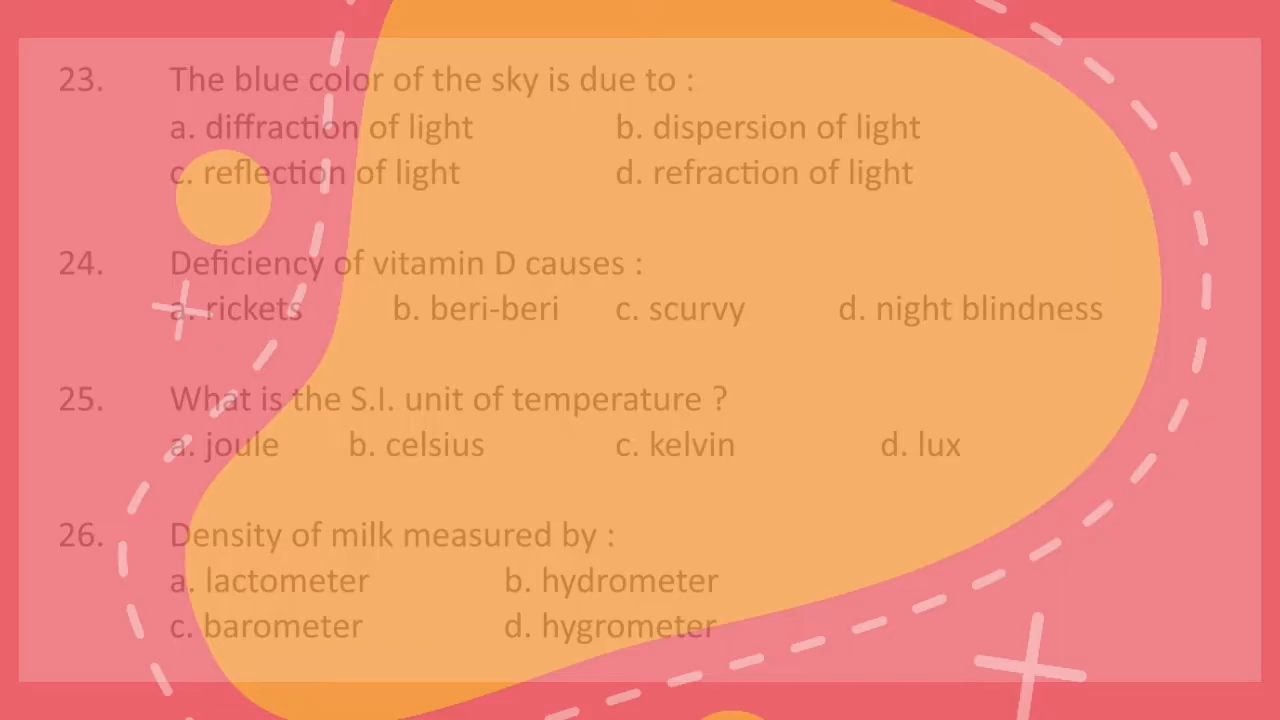 23. The blue color of the sky is due to :
a. diffraction of light b. dispersion of light
c. reflection of light d. refraction of light
24. Deficiency of vitamin D causes :
a. rickets b. beri-beri c. scurvy d. night blindness
25. What is the S.I. unit of temperature ?
a. joule b. celsius c. kelvin d. lux
26. Density of milk measured by :
a. lactometer b. hydrometer
c. barometer d. hygrometer